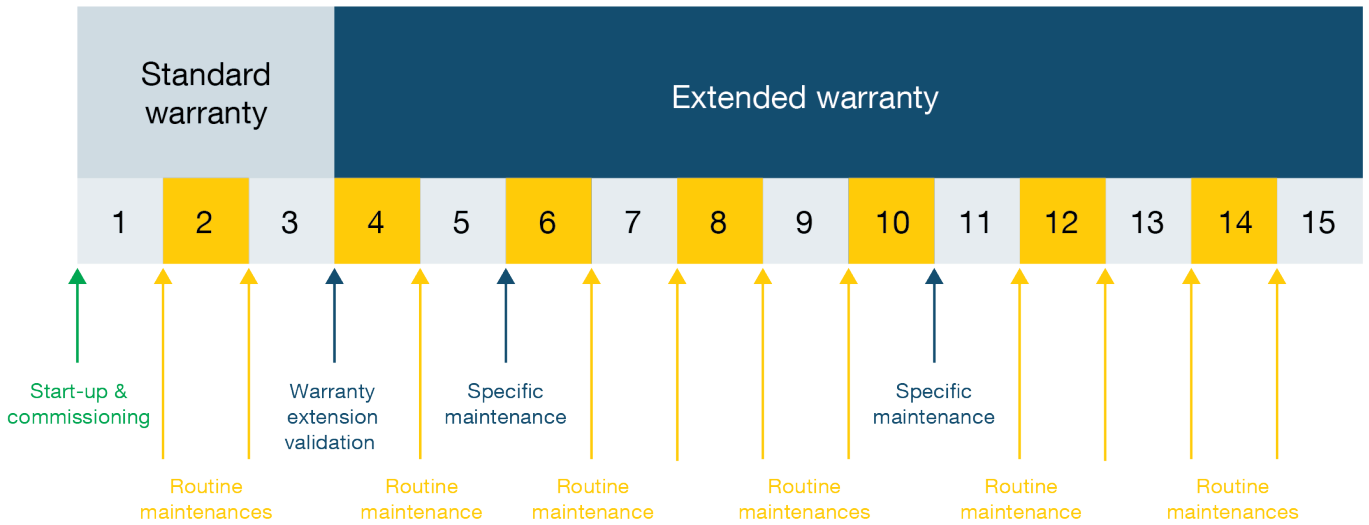 Standard
warranty
Extended warranty
1 2 3 4 5 6 7 8 9 10 11 12 13 14 15
Start-up &
commissioning
Warranty
extension
validation
Specific
maintenance
Specific
maintenance
Routine
maintenances
Routine
maintenance
Routine
maintenance
Routine
maintenances
Routine
maintenance
Routine
maintenances